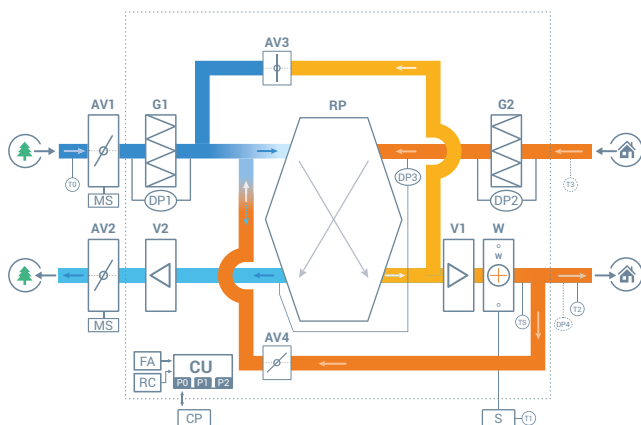 AV3
AV1
G1
RP
G2
T0
MS
DP1
DP3
DP2
T3
AV2
V2
V1
W
W
MS
TS
DP4
T2
AV4
FA
RC
CU
P0 P1 P2
CP
S
T1